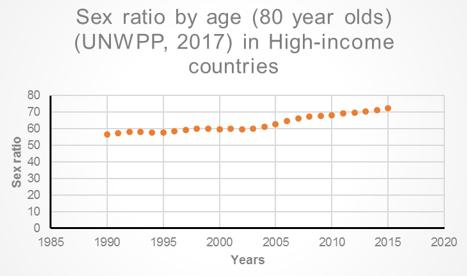 Sex ratio by age (80 year olds)
(UNWPP, 2017) in High-income
countries
80
70
60
50
40
30
20
10
0
Sex ratio
1985 1990 1995 2000 2005 2010 2015 2020
Years